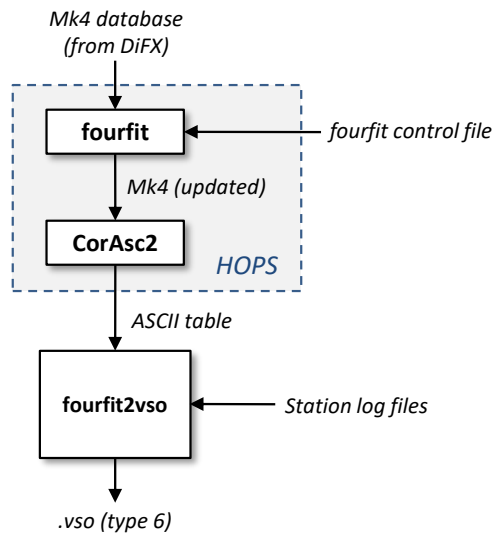 Mk4 database
(from DiFX)
fourfit
fourfit control file
Mk4 (updated)
CorAsc2
HOPS
ASCII table
fourfit2vso
Station log files
.vso (type 6)